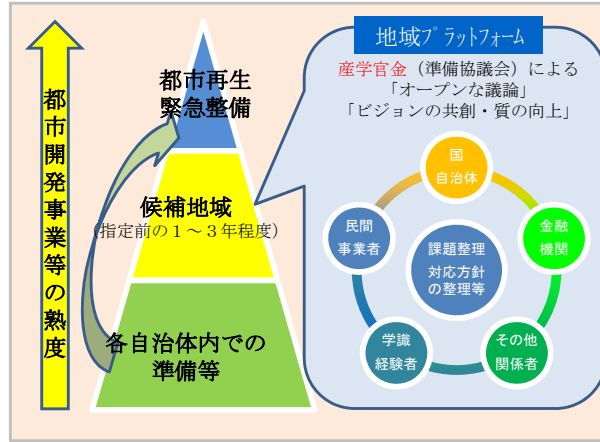 都市開発事業等の熟度
都市再生
緊急整備
候補地域
(指定前の１～３年程度)
各自治体内での
準備等
地域プラットフォーム
産学官金（準備協議会）による
「オープンな議論」
「ビジョンの共創・質の向上」
国
自治体
民間
事業者
金融
機関
課題整理
対応方針
の整理等
学識
経験者
その他
関係者